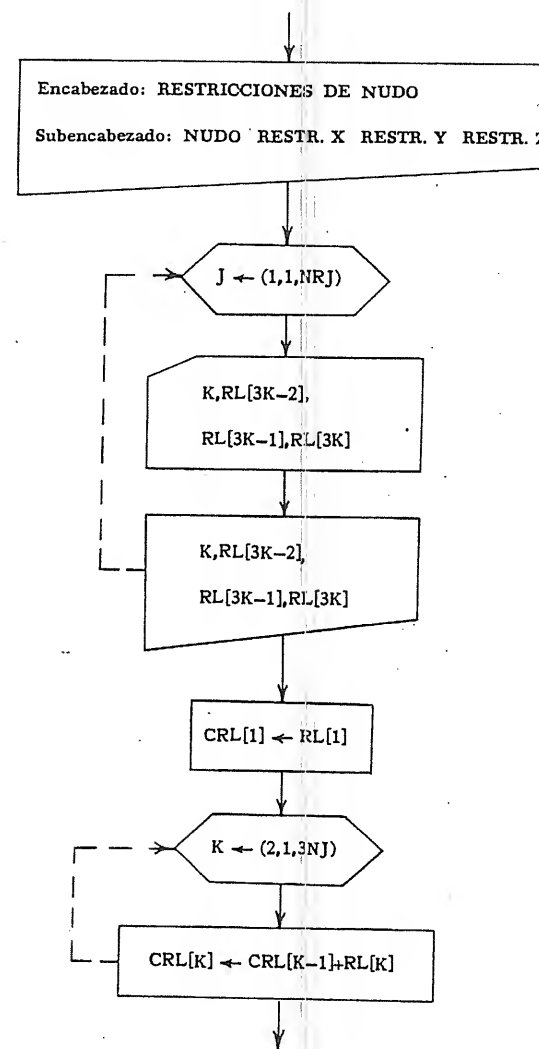 Encabezado: RESTRICCIONES DE NUDO
Subencabezado: NUDO RESTR. X RESTR. Y RESTR. Z
J ← (1,1,NRJ)
K,RL[3K−2],
RL[3K−1],RL[3K]
K,RL[3K−2],
RL[3K−1],RL[3K]
CRL[1] ← RL[1]
K ← (2,1,3NJ)
CRL[K] ← CRL[K−1]+RL[K]